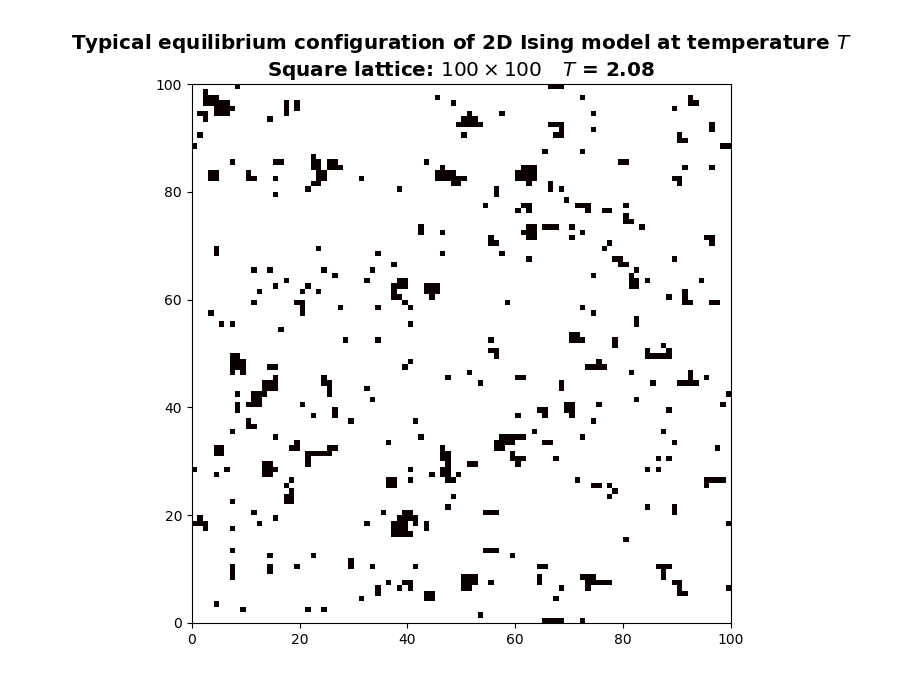 Typical equilibrium configuration of 2D Ising model at temperature T
Square lattice: 100 × 100 T = 2.08
100
80
60
40
20
0
0 20 40 60 80 100